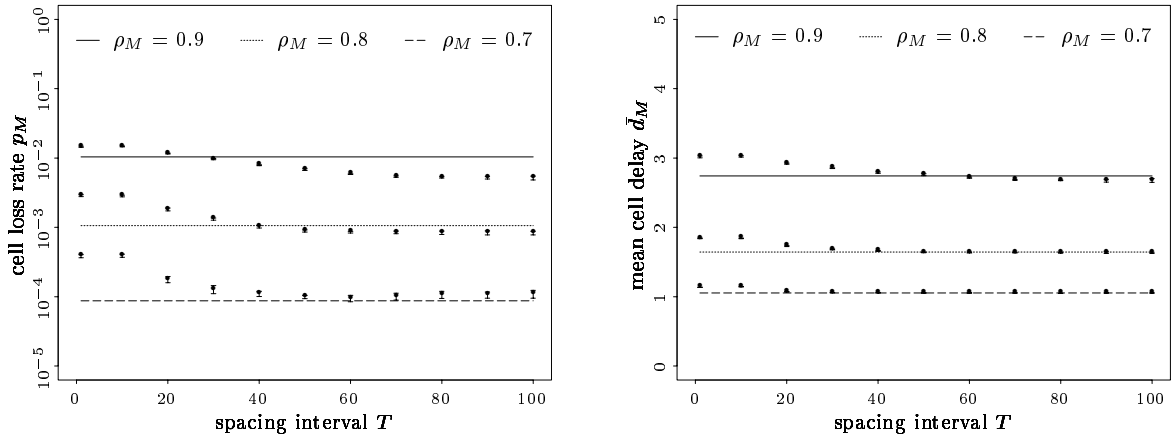 ρ_M = 0.9 ρ_M = 0.8 ρ_M = 0.7
10^0
10^−1
10^−2
10^−3
10^−4
10^−5
cell loss rate p_M
0 20 40 60 80 100
spacing interval T
ρ_M = 0.9 ρ_M = 0.8 ρ_M = 0.7
5
4
3
2
1
0
mean cell delay d̄_M
0 20 40 60 80 100
spacing interval T